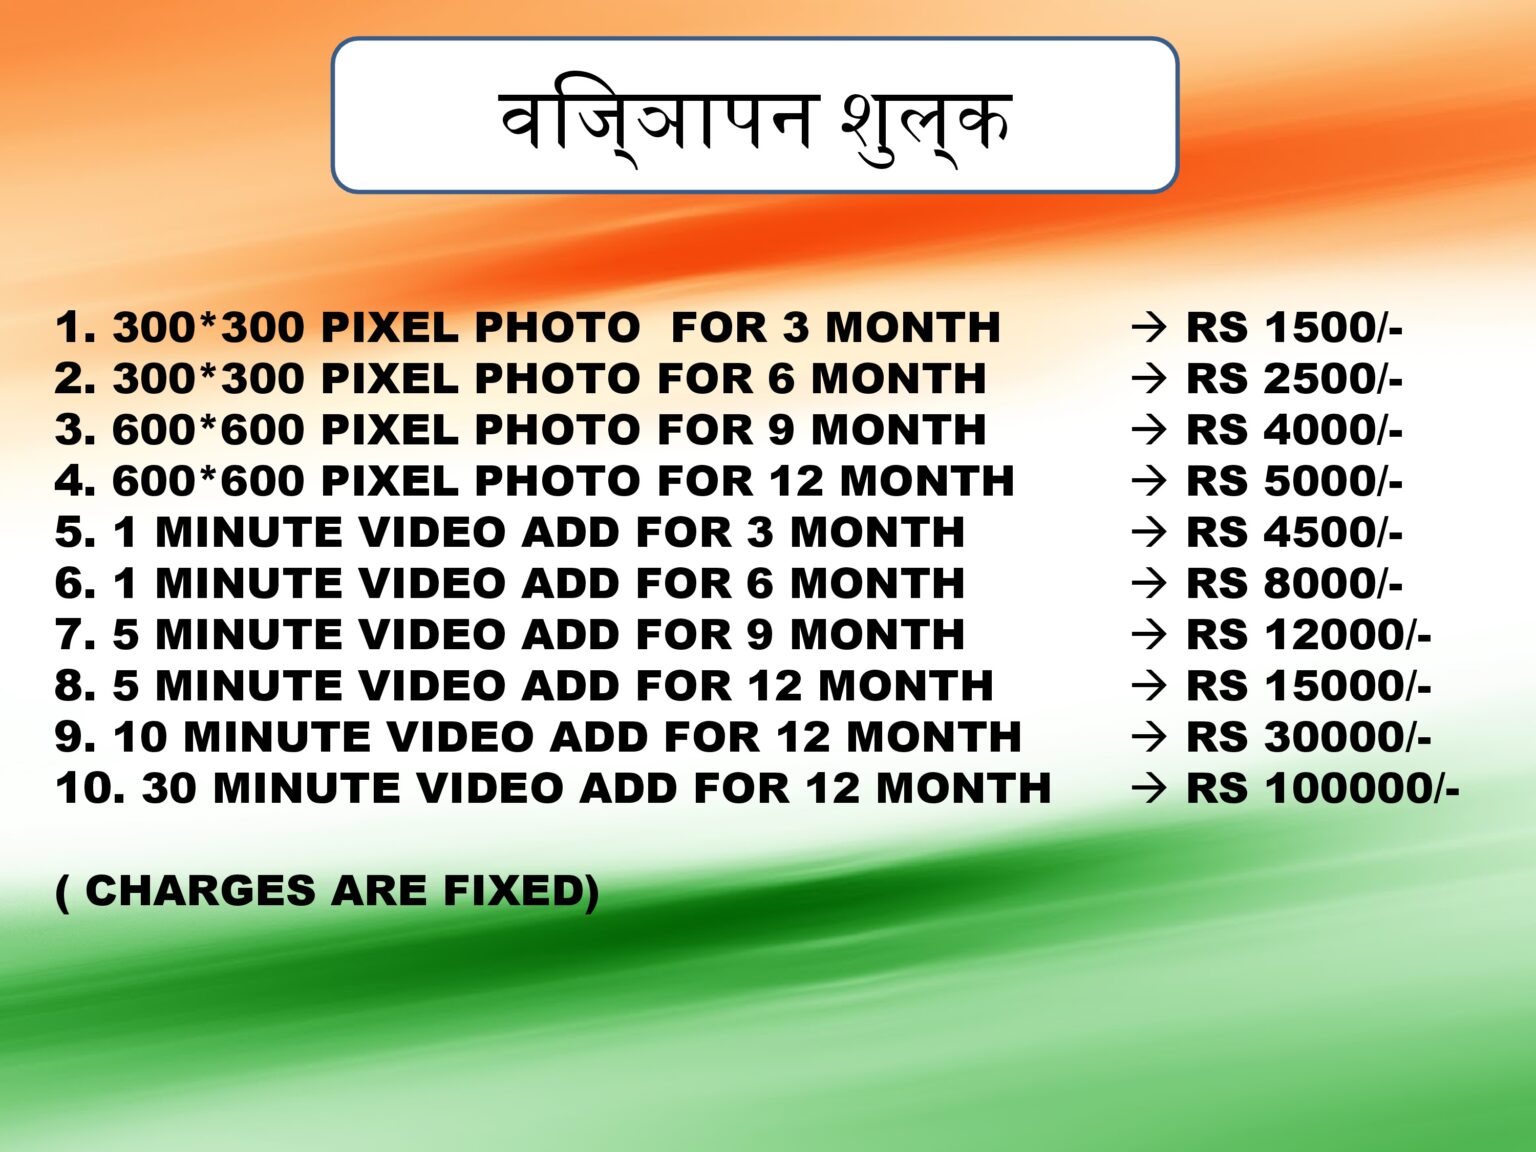 विज्ञापन शुल्क
1. 300*300 PIXEL PHOTO FOR 3 MONTH → RS 1500/-
2. 300*300 PIXEL PHOTO FOR 6 MONTH → RS 2500/-
3. 600*600 PIXEL PHOTO FOR 9 MONTH → RS 4000/-
4. 600*600 PIXEL PHOTO FOR 12 MONTH → RS 5000/-
5. 1 MINUTE VIDEO ADD FOR 3 MONTH → RS 4500/-
6. 1 MINUTE VIDEO ADD FOR 6 MONTH → RS 8000/-
7. 5 MINUTE VIDEO ADD FOR 9 MONTH → RS 12000/-
8. 5 MINUTE VIDEO ADD FOR 12 MONTH → RS 15000/-
9. 10 MINUTE VIDEO ADD FOR 12 MONTH → RS 30000/-
10. 30 MINUTE VIDEO ADD FOR 12 MONTH → RS 100000/-
( CHARGES ARE FIXED)